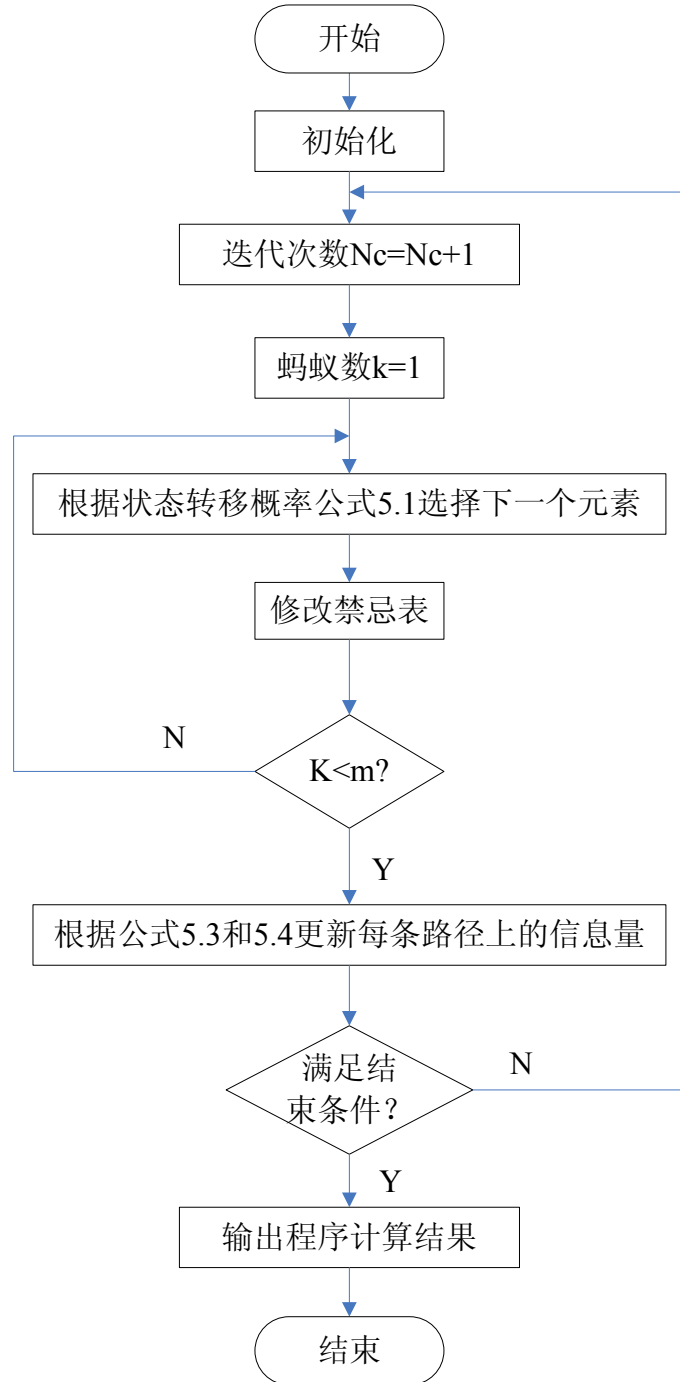 开始
初始化
迭代次数Nc=Nc+1
蚂蚁数k=1
根据状态转移概率公式5.1选择下一个元素
修改禁忌表
N
K<m?
Y
根据公式5.3和5.4更新每条路径上的信息量
满足结
束条件？
N
Y
输出程序计算结果
结束